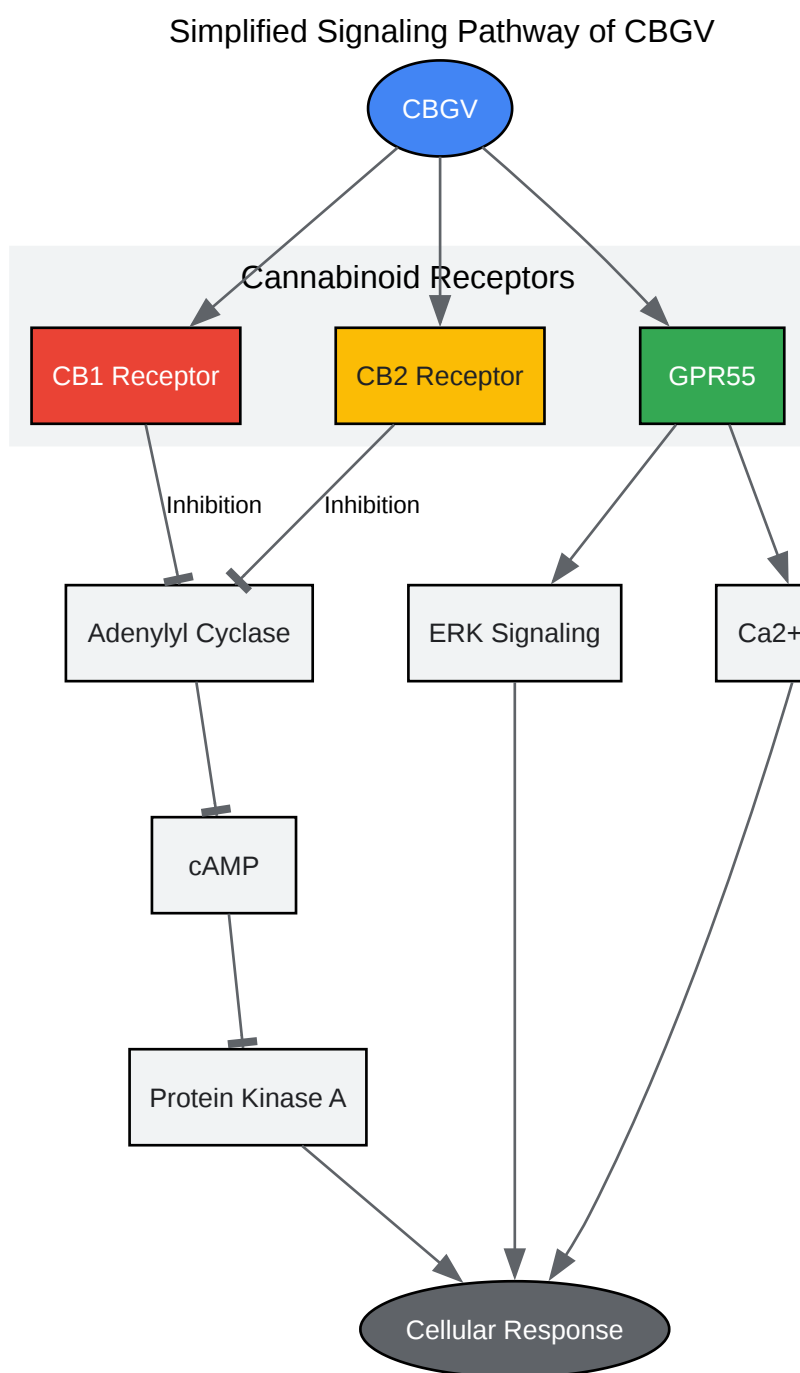 Simplified Signaling Pathway of CBGV
CBGV
Cannabinoid Receptors
CB1 Receptor
CB2 Receptor
GPR55
Inhibition
Inhibition
Adenylyl Cyclase
ERK Signaling
Ca2+
cAMP
Protein Kinase A
Cellular Response